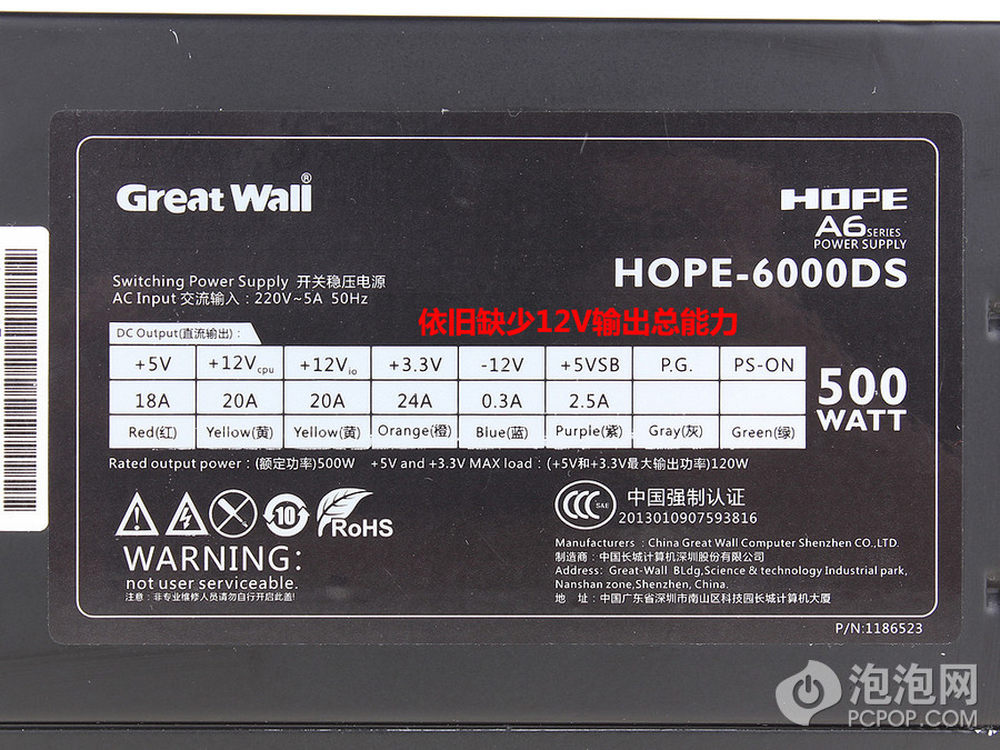 Great Wall®
HOPE
A6 SERIES
POWER SUPPLY
HOPE-6000DS
Switching Power Supply 开关稳压电源
AC Input 交流输入：220V~5A 50Hz
依旧缺少12V输出总能力
DC Output(直流输出)：
+5V +12Vcpu +12Vio +3.3V -12V +5VSB P.G. PS-ON
18A 20A 20A 24A 0.3A 2.5A
Red(红) Yellow(黄) Yellow(黄) Orange(橙) Blue(蓝) Purple(紫) Gray(灰) Green(绿)
500
WATT
Rated output power：(额定功率)500W +5V and +3.3V MAX load：(+5V和+3.3V最大输出功率)120W
10
RoHS
WARNING:
not user serviceable.
注意：非专业维修人员请勿自行开启此盖!
CCC S&E
中国强制认证
2013010907593816
Manufacturers：China Great Wall Computer Shenzhen CO.,LTD.
制造商：中国长城计算机深圳股份有限公司
Address：Great-Wall BLdg,Science & technology Industrial park,
Nanshan zone,Shenzhen, China.
地 址：中国广东省深圳市南山区科技园长城计算机大厦
P/N:1186523
泡泡网
PCPOP.COM